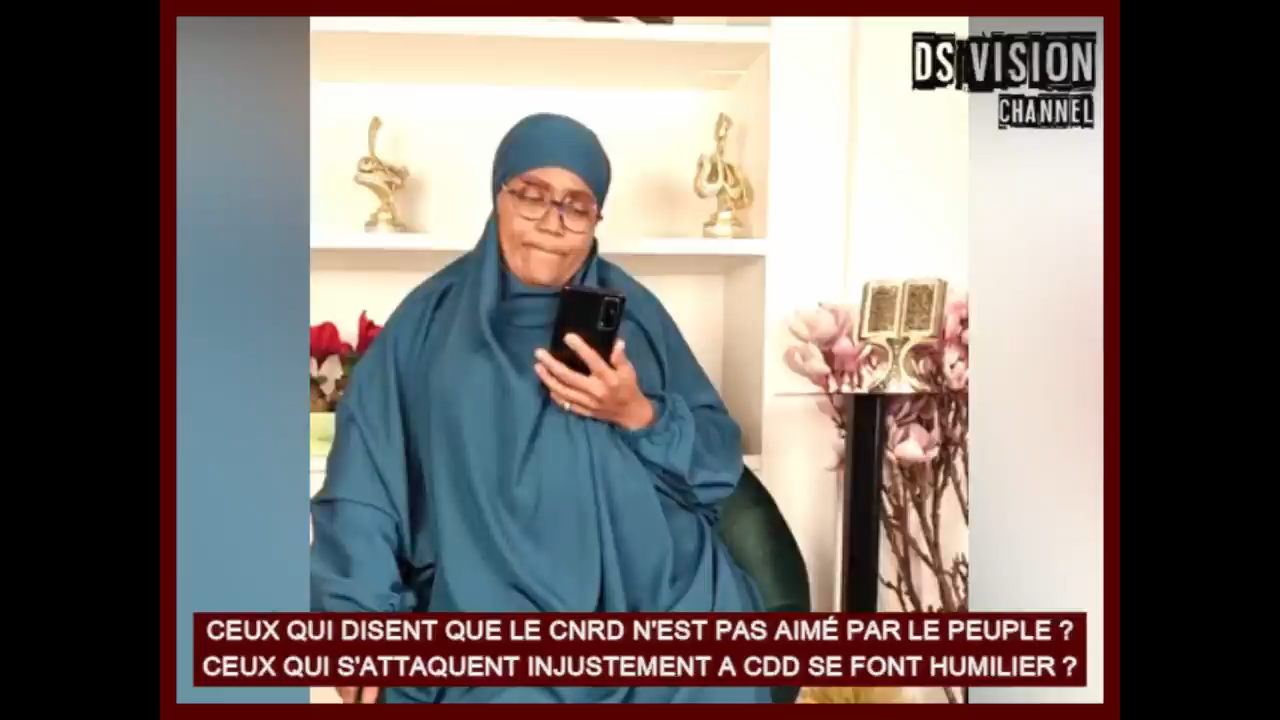 DS VISION
CHANNEL
CEUX QUI DISENT QUE LE CNRD N'EST PAS AIMÉ PAR LE PEUPLE ?
CEUX QUI S'ATTAQUENT INJUSTEMENT A CDD SE FONT HUMILIER ?